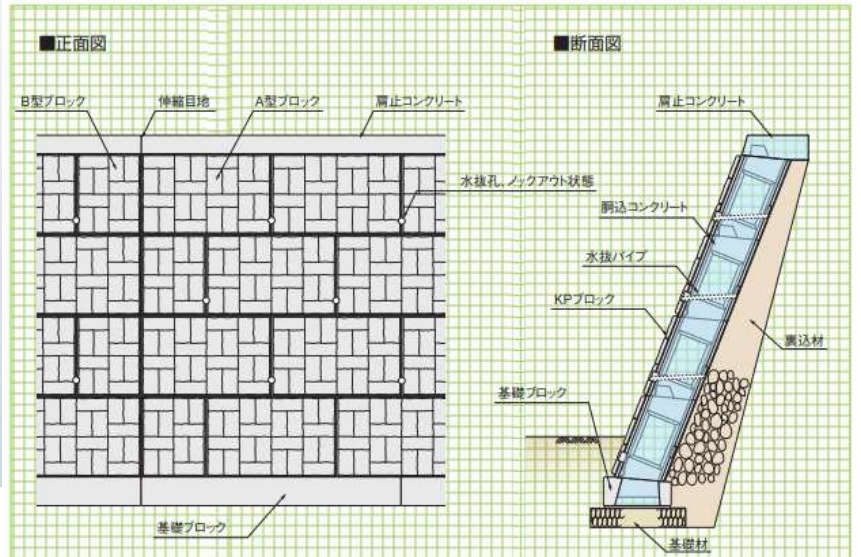 ■正面図
B型ブロック
伸縮目地
A型ブロック
肩止コンクリート
水抜孔、ノックアウト状態
基礎ブロック
■断面図
肩止コンクリート
胴込コンクリート
水抜パイプ
KPブロック
裏込材
基礎ブロック
基礎材